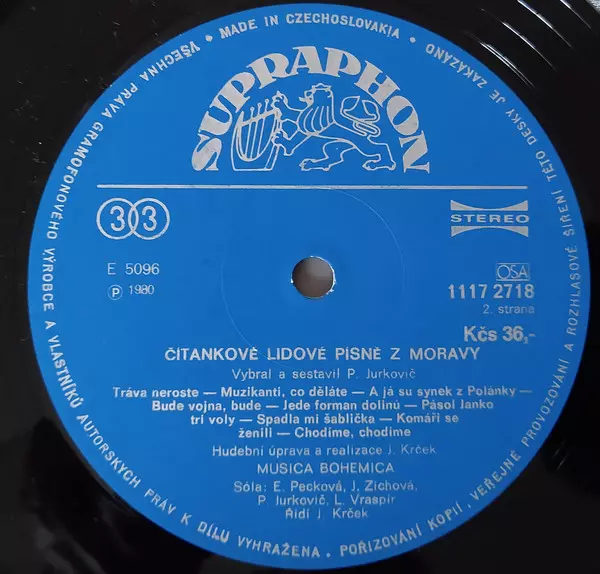 VŠECHNA PRÁVA GRAMOFONOVÉHO VÝROBCE A VLASTNÍKŮ AUTORSKÝCH PRÁV K DÍLU VYHRAŽENA. POŘIZOVÁNÍ KOPIÍ, VEŘEJNÉ PROVOZOVÁNÍ A ROZHLASOVÉ ŠÍŘENÍ TÉTO DESKY JE ZAKÁZÁNO
• MADE IN CZECHOSLOVAKIA •
SUPRAPHON
33
STEREO
E 5096
OSA
Ⓟ 1980
1117 2718
2. strana
Kčs 36,-
ČÍTANKOVÉ LIDOVÉ PÍSNĚ Z MORAVY
Vybral a sestavil P. Jurkovič
Tráva neroste — Muzikanti, co děláte — A já su synek z Polánky —
Bude vojna, bude — Jede forman dolinů — Pásol Janko
tri voly — Spadla mi šablička — Komáři se
ženili — Chodíme, chodíme
Hudební úprava a realizace J. Krček
MUSICA BOHEMICA
Sóla: E. Pecková, J. Zichová,
P. Jurkovič, L. Vraspír
Řídí J. Krček